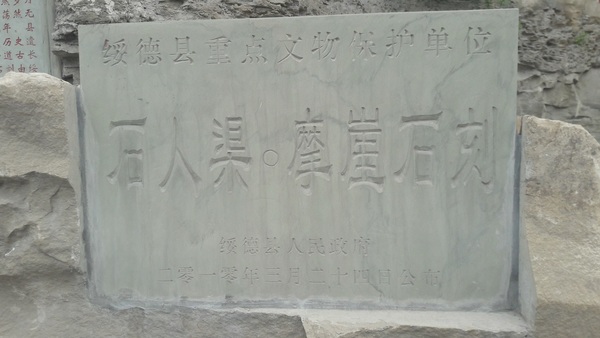 绥德县重点文物保护单位
石人渠。摩崖石刻
绥德县人民政府
二零一零年三月二十四日公布